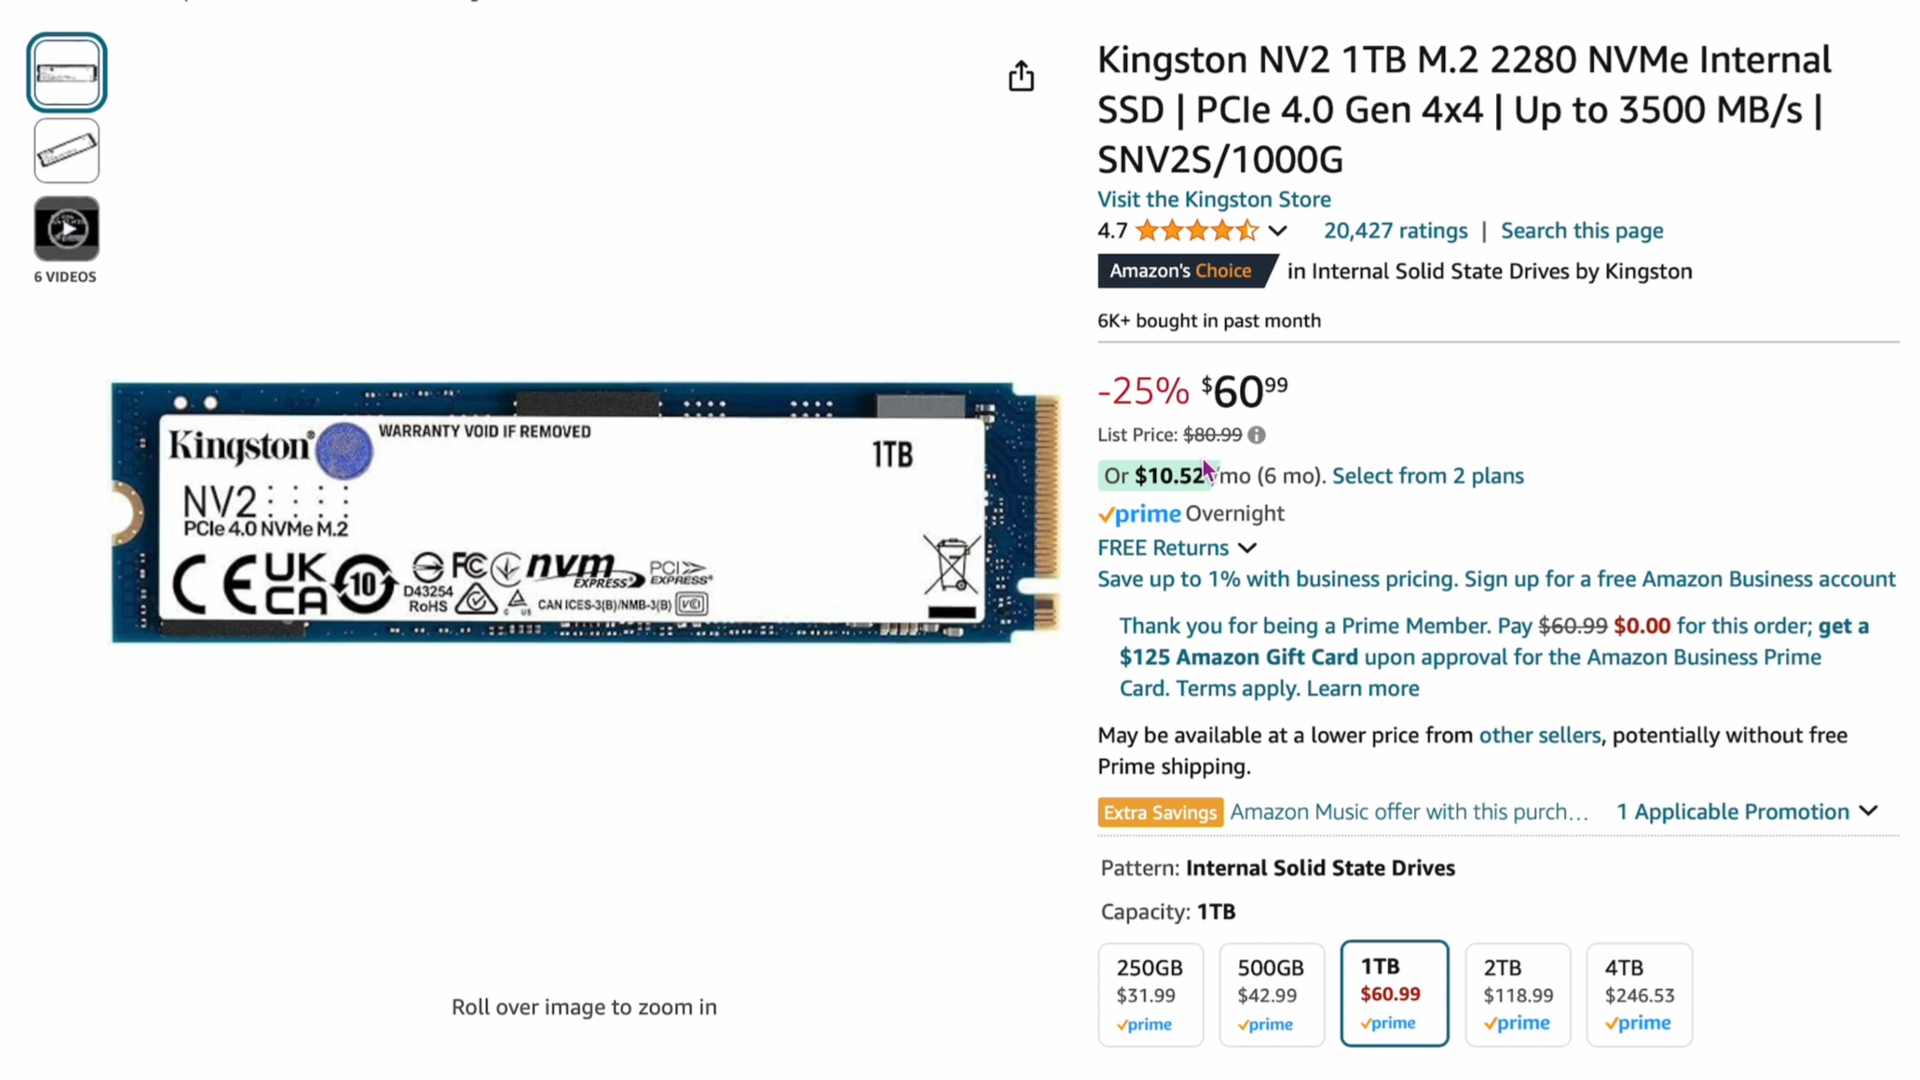 6 VIDEOS
Kingston
WARRANTY VOID IF REMOVED
1TB
NV2
PCIe 4.0 NVMe M.2
UK
CA
10
FC
nvm
EXPRESS
PCI
EXPRESS®
D43254
RoHS
C US
CAN ICES-3(B)/NMB-3(B)
VCI
Roll over image to zoom in
Kingston NV2 1TB M.2 2280 NVMe Internal
SSD | PCIe 4.0 Gen 4x4 | Up to 3500 MB/s |
SNV2S/1000G
Visit the Kingston Store
4.7 20,427 ratings | Search this page
Amazon's Choice in Internal Solid State Drives by Kingston
6K+ bought in past month
-25% $60 99
List Price: $80.99
Or $10.52 /mo (6 mo). Select from 2 plans
prime Overnight
FREE Returns
Save up to 1% with business pricing. Sign up for a free Amazon Business account
Thank you for being a Prime Member. Pay $60.99 $0.00 for this order; get a
$125 Amazon Gift Card upon approval for the Amazon Business Prime
Card. Terms apply. Learn more
May be available at a lower price from other sellers, potentially without free
Prime shipping.
Extra Savings Amazon Music offer with this purch… 1 Applicable Promotion
Pattern: Internal Solid State Drives
Capacity: 1TB
250GB 500GB 1TB 2TB 4TB
$31.99 $42.99 $60.99 $118.99 $246.53
prime prime prime prime prime